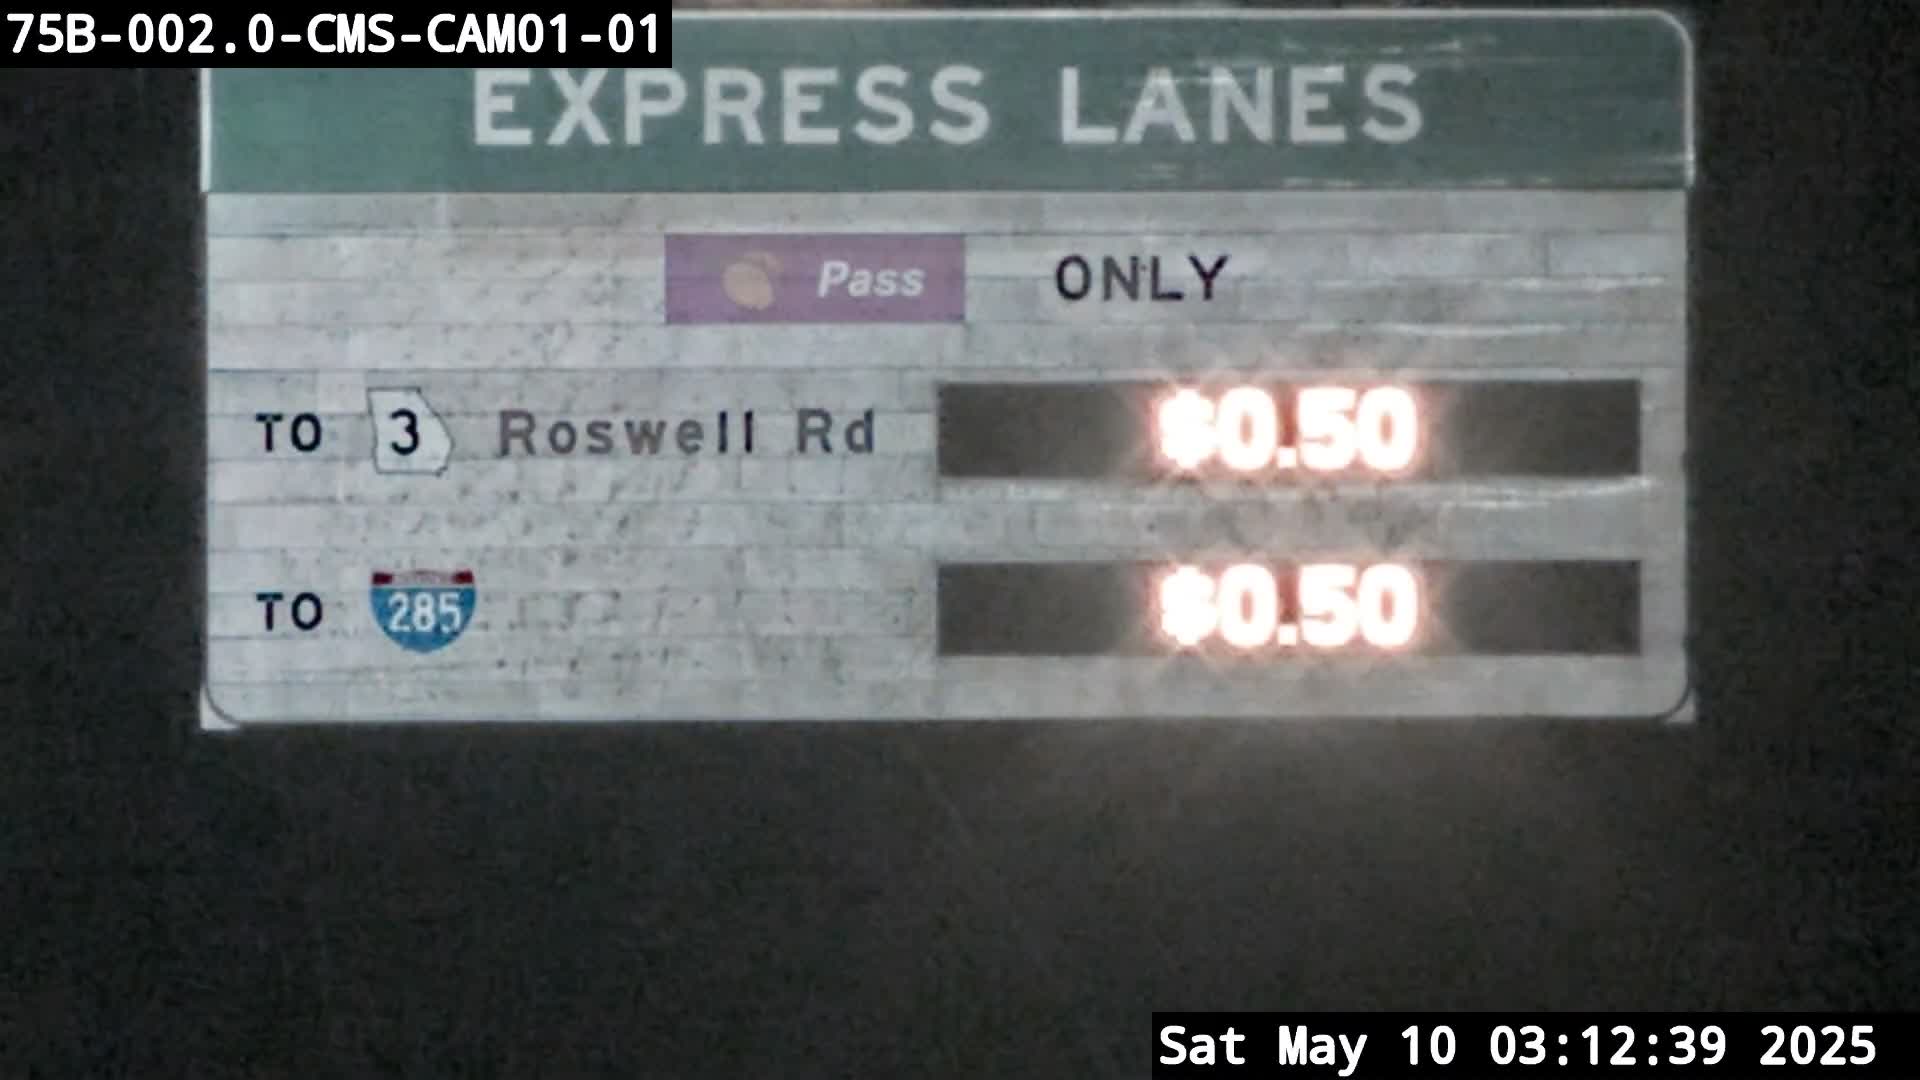 75B-002.0-CMS-CAM01-01
EXPRESS LANES
Pass ONLY
TO 3 Roswell Rd $0.50
TO 285 $0.50
Sat May 10 03:12:39 2025